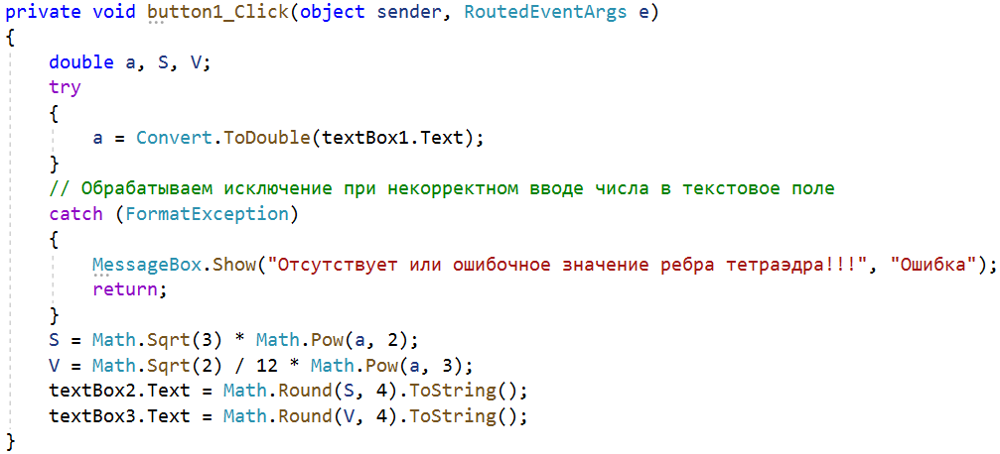 private void button1_Click(object sender, RoutedEventArgs e)
{
    double a, S, V;
    try
    {
        a = Convert.ToDouble(textBox1.Text);
    }
    // Обрабатываем исключение при некорректном вводе числа в текстовое поле
    catch (FormatException)
    {
        MessageBox.Show("Отсутствует или ошибочное значение ребра тетраэдра!!!", "Ошибка");
        return;
    }
    S = Math.Sqrt(3) * Math.Pow(a, 2);
    V = Math.Sqrt(2) / 12 * Math.Pow(a, 3);
    textBox2.Text = Math.Round(S, 4).ToString();
    textBox3.Text = Math.Round(V, 4).ToString();
}